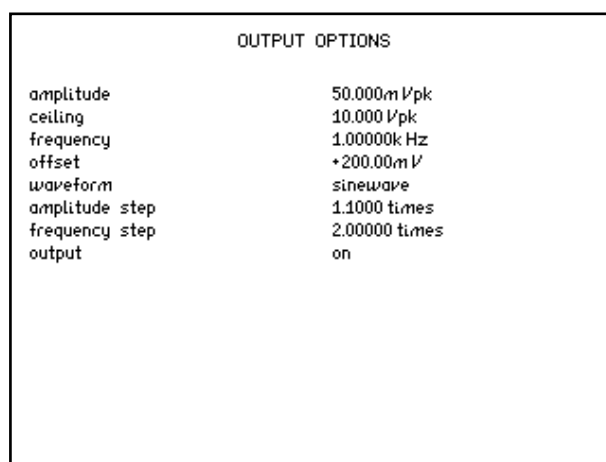 OUTPUT OPTIONS
amplitude 50.000m Vpk
ceiling 10.000 Vpk
frequency 1.00000k Hz
offset +200.00m V
waveform sinewave
amplitude step 1.1000 times
frequency step 2.00000 times
output on